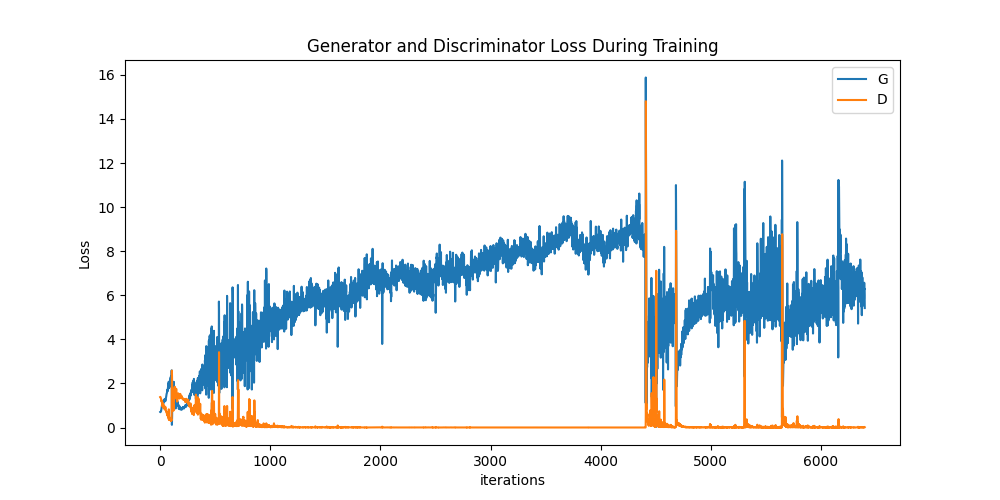 Generator and Discriminator Loss During Training
G
D
Loss
16
14
12
10
8
6
4
2
0
0 1000 2000 3000 4000 5000 6000
iterations